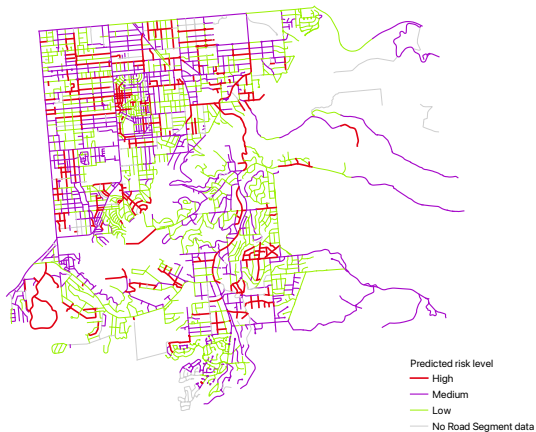 Predicted risk level
High
Medium
Low
No Road Segment data